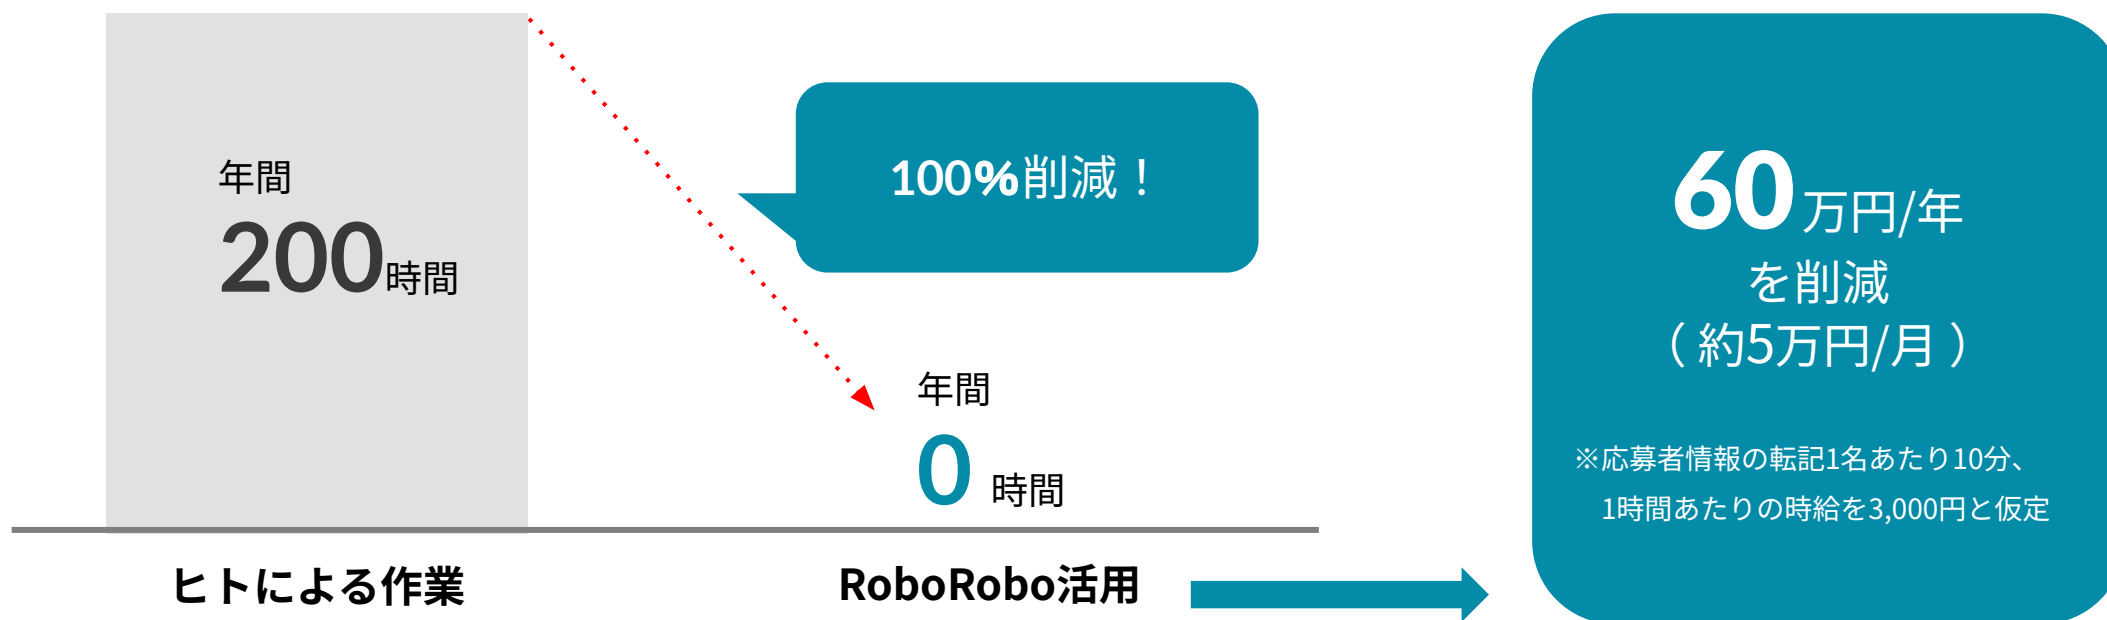 年間
200時間
100%削減！
年間
0 時間
ヒトによる作業
RoboRobo活用
60万円/年
を削減
（ 約5万円/月 ）
※応募者情報の転記1名あたり10分、
1時間あたりの時給を3,000円と仮定